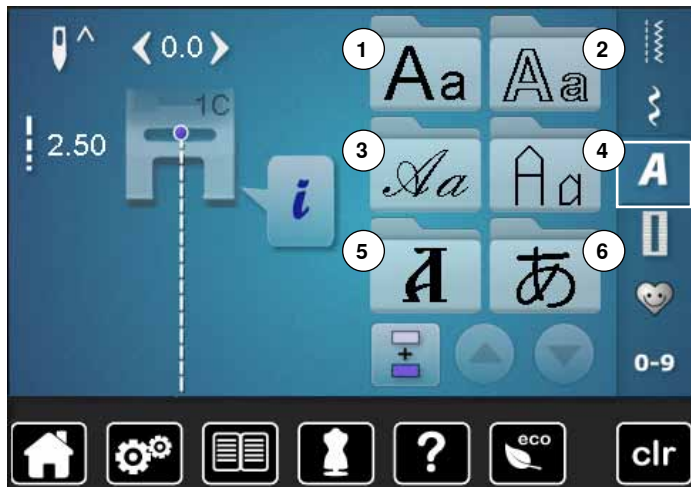 ^ 0.0
1 Aa
2 Aa
1C
2.50
3 Aa
4 Aa
A
i
5
6 あ
+
0-9
?
eco
clr